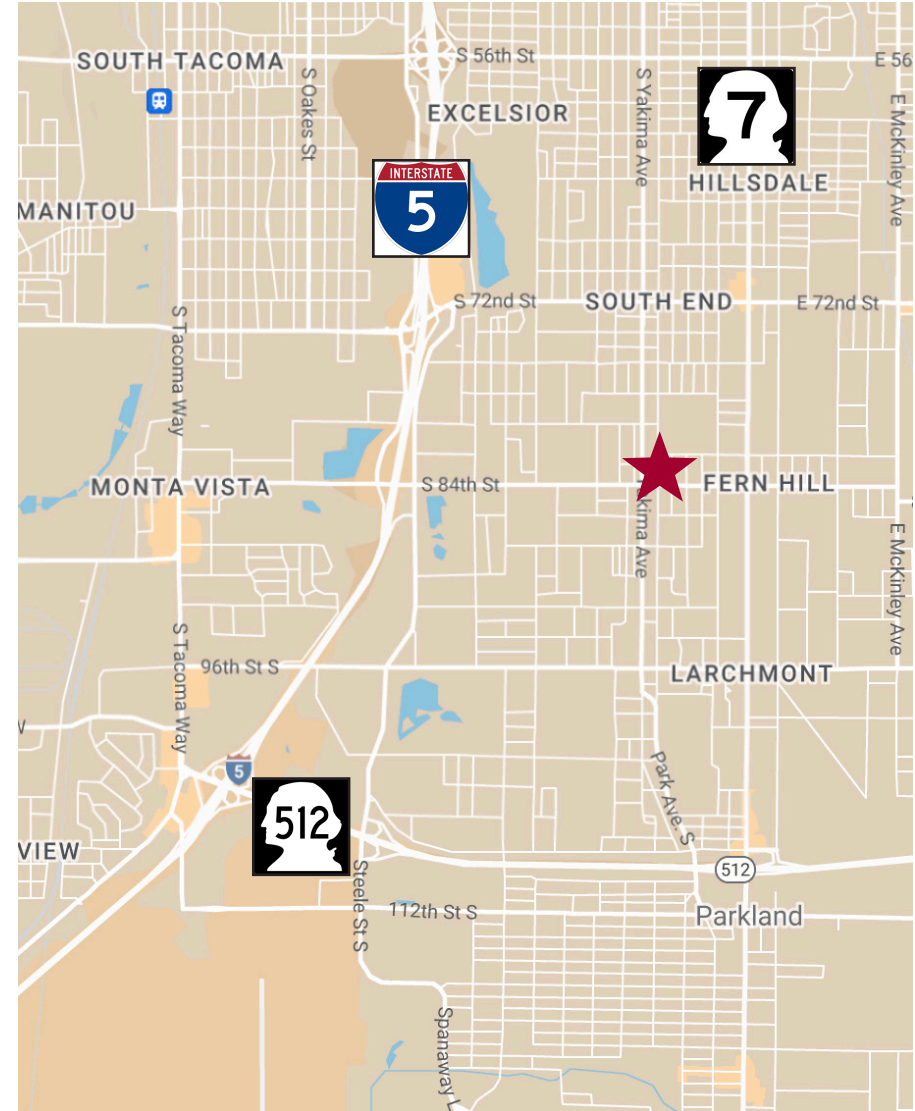 SOUTH TACOMA
S 56th St
E 56
S Oakes St
EXCELSIOR
S Yakima Ave
7
E McKinley Ave
INTERSTATE
5
HILLSDALE
MANITOU
S 72nd St
SOUTH END
E 72nd St
S Tacoma Way
MONTA VISTA
S 84th St
FERN HILL
akima Ave
E McKinley Ave
S Tacoma Way
96th St S
LARCHMONT
5
Park Ave. S
512
VIEW
512
Steele St S
112th St S
Parkland
Spanaway L